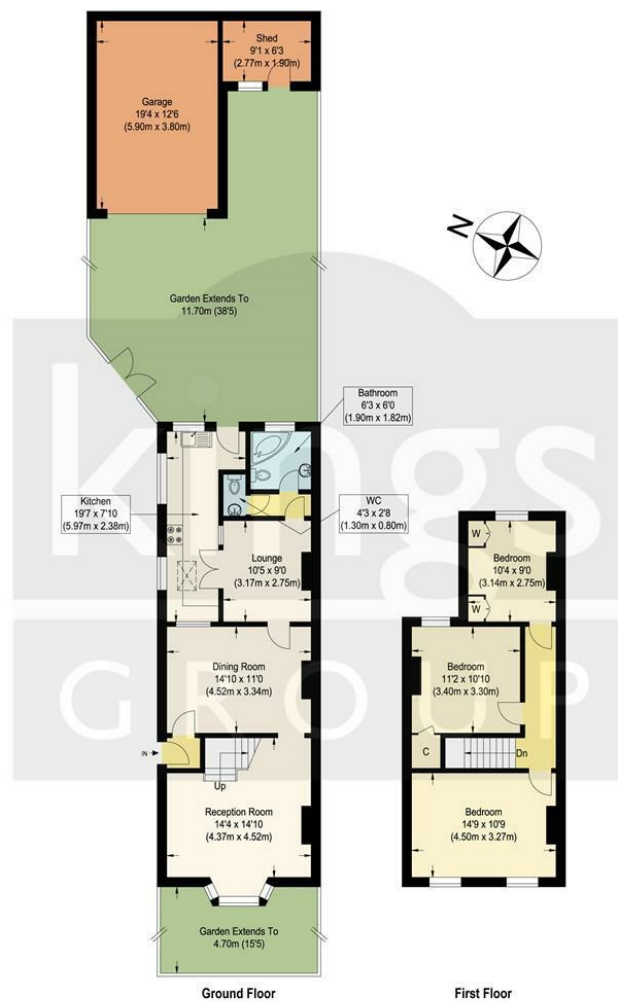 Shed
9'1 x 6'3
(2.77m x 1.90m)
Garage
19'4 x 12'6
(5.90m x 3.80m)
N
Garden Extends To
11.70m (38'5)
Bathroom
6'3 x 6'0
(1.90m x 1.82m)
kings
GROUP
Kitchen
19'7 x 7'10
(5.97m x 2.38m)
WC
4'3 x 2'8
(1.30m x 0.80m)
Lounge
10'5 x 9'0
(3.17m x 2.75m)
W
Bedroom
10'4 x 9'0
(3.14m x 2.75m)
W
Dining Room
14'10 x 11'0
(4.52m x 3.34m)
Bedroom
11'2 x 10'10
(3.40m x 3.30m)
IN
C
Dn
Up
Reception Room
14'4 x 14'10
(4.37m x 4.52m)
Bedroom
14'9 x 10'9
(4.50m x 3.27m)
Garden Extends To
4.70m (15'5)
Ground Floor
First Floor